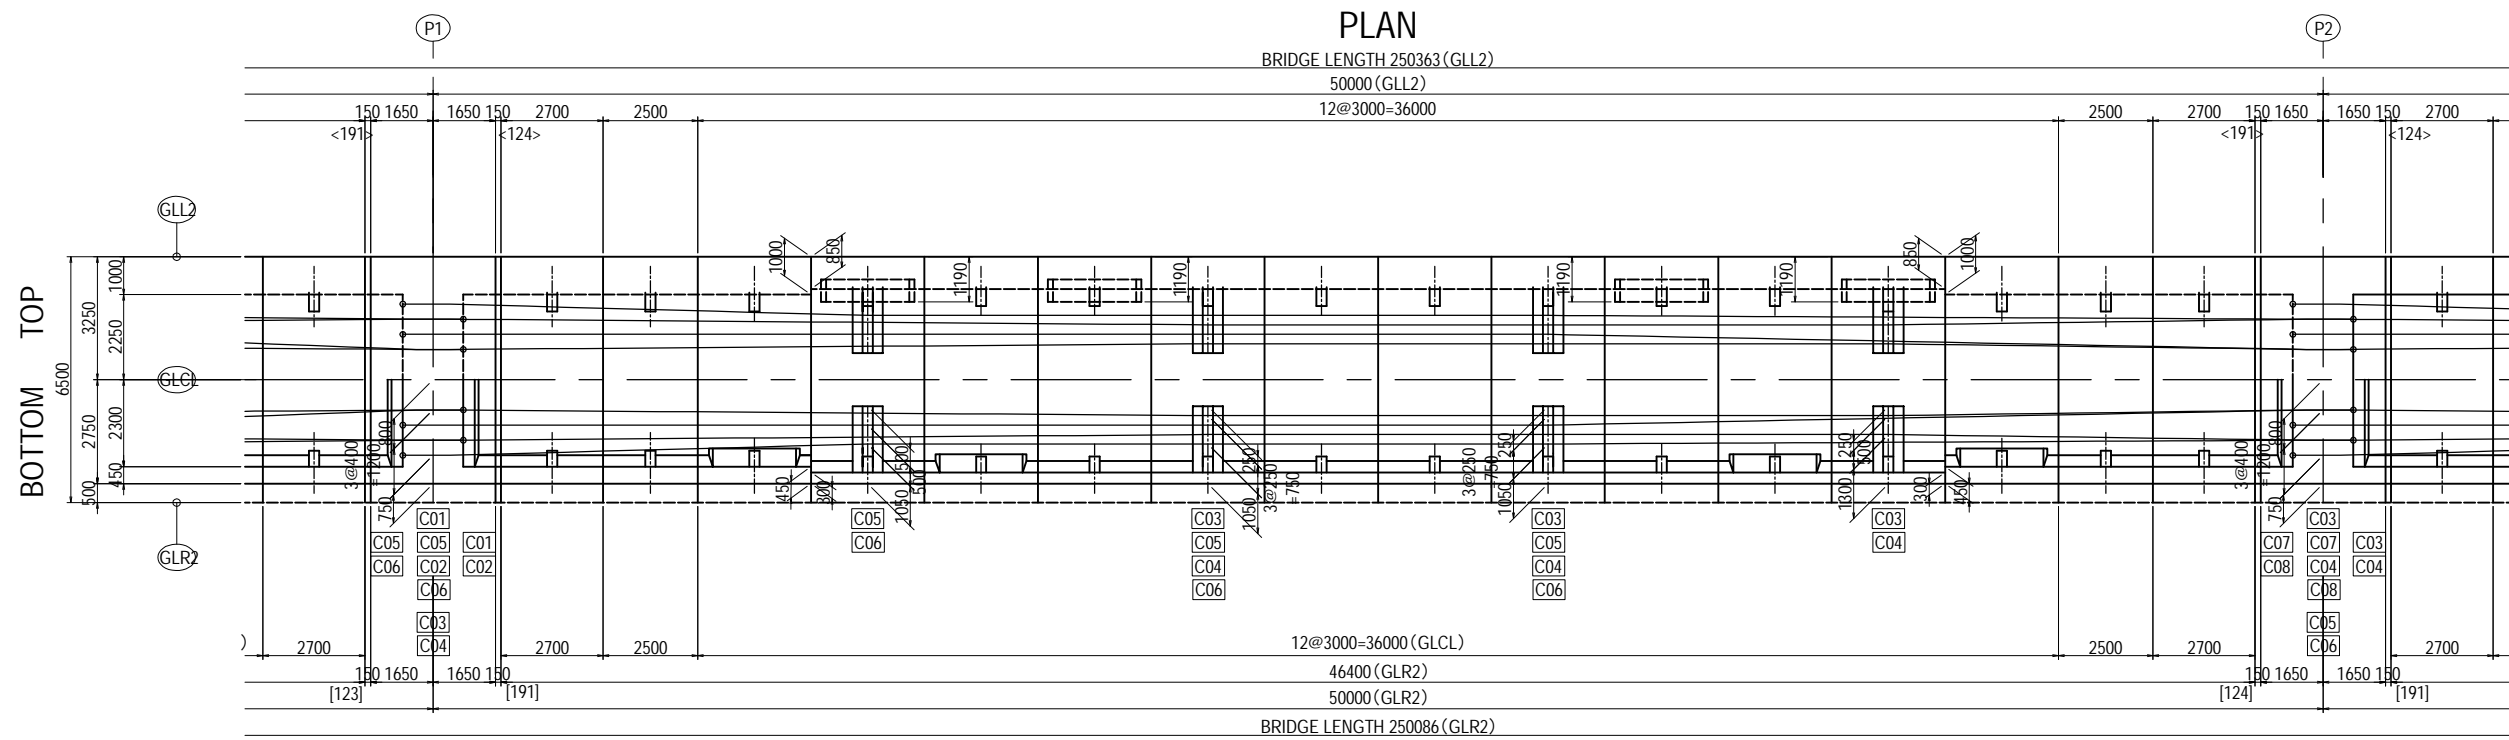 PLAN
P1
P2
BRIDGE LENGTH 250363(GLL2)
50000(GLL2)
150 1650 1650 150 2700 2500 12@3000=36000 2500 2700 150 1650 1650 150 2700
<191> <124> <191> <124>
GLL2
GLCL
GLR2
TOP
BOTTOM
6500
3250
2750
500
1000
2250
2300
450
1000
850
1190
1190
1190
1190
850
1000
3@400
=1200
800
750
450
300
1050
500
500
1050
250
3@250
=750
3@250
=750
1050
250
1300
500
250
300
450
3@400
=1200
800
750
C01
C05 C05 C01
C06 C02 C02
C06
C03
C04
C05
C06
C03
C05
C04
C06
C03
C05
C04
C06
C03
C04
C03
C07 C07 C03
C08 C04 C04
C08
C05
C06
) 2700 2700 2500 12@3000=36000(GLCL) 2500 2700 2700
150 1650 1650 150 46400(GLR2) 150 1650 1650 150
[123] [191] [124] [191]
50000(GLR2)
BRIDGE LENGTH 250086(GLR2)